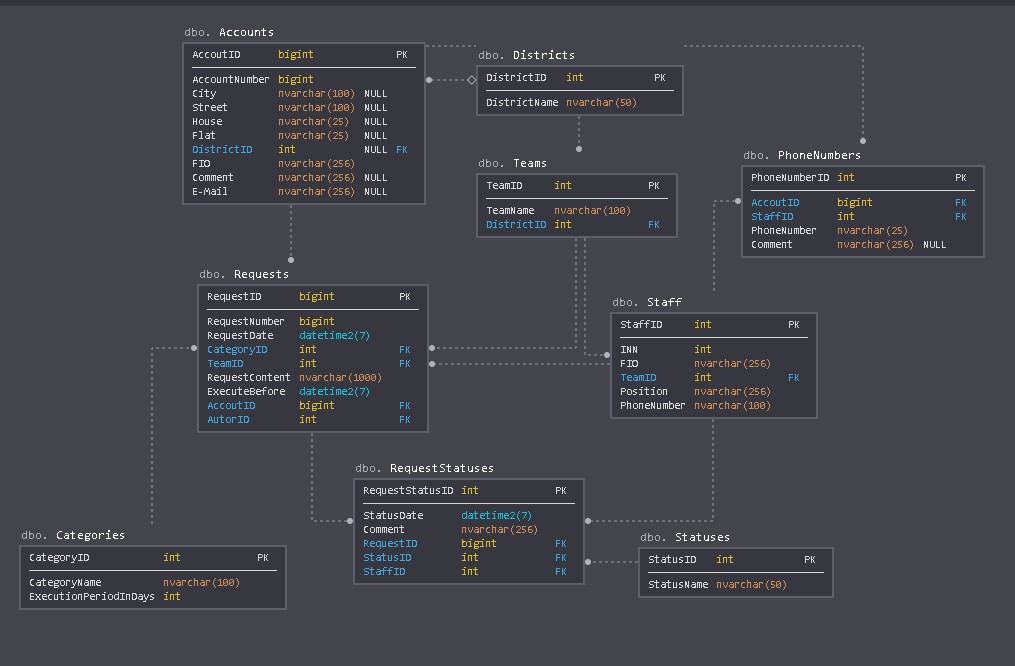 dbo. Accounts
AccoutID bigint PK
AccountNumber bigint
City nvarchar(100) NULL
Street nvarchar(100) NULL
House nvarchar(25) NULL
Flat nvarchar(25) NULL
DistrictID int NULL FK
FIO nvarchar(256)
Comment nvarchar(256) NULL
E-Mail nvarchar(256) NULL
dbo. Districts
DistrictID int PK
DistrictName nvarchar(50)
dbo. Teams
TeamID int PK
TeamName nvarchar(100)
DistrictID int FK
dbo. PhoneNumbers
PhoneNumberID int PK
AccoutID bigint FK
StaffID int FK
PhoneNumber nvarchar(25)
Comment nvarchar(256) NULL
dbo. Requests
RequestID bigint PK
RequestNumber bigint
RequestDate datetime2(7)
CategoryID int FK
TeamID int FK
RequestContent nvarchar(1000)
ExecuteBefore datetime2(7)
AccoutID bigint FK
AutorID int FK
dbo. Staff
StaffID int PK
INN int
FIO nvarchar(256)
TeamID int FK
Position nvarchar(256)
PhoneNumber nvarchar(100)
dbo. RequestStatuses
RequestStatusID int PK
StatusDate datetime2(7)
Comment nvarchar(256)
RequestID bigint FK
StatusID int FK
StaffID int FK
dbo. Categories
CategoryID int PK
CategoryName nvarchar(100)
ExecutionPeriodInDays int
dbo. Statuses
StatusID int PK
StatusName nvarchar(50)